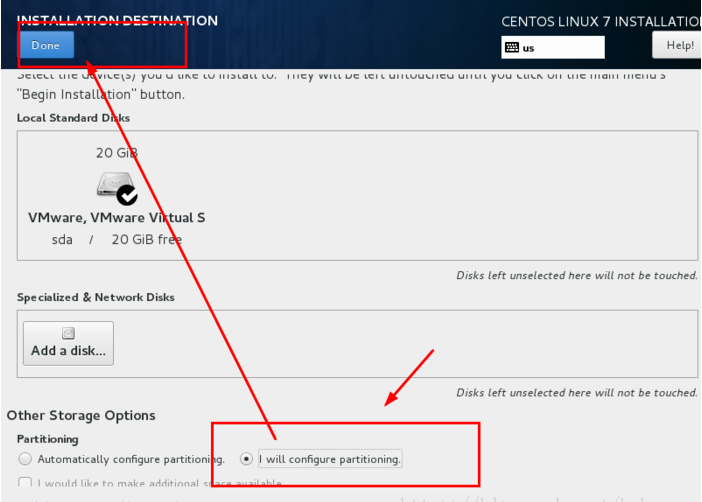 INSTALLATION DESTINATION
CENTOS LINUX 7 INSTALLATIO
Done
us
Help!
Select the device(s) you'd like to install to. They will be left untouched until you click on the main menu's
"Begin Installation" button.
Local Standard Disks
20 GiB
VMware, VMware Virtual S
sda / 20 GiB free
Disks left unselected here will not be touched.
Specialized & Network Disks
Add a disk...
Disks left unselected here will not be touched.
Other Storage Options
Partitioning
Automatically configure partitioning.
I will configure partitioning.
I would like to make additional space available.